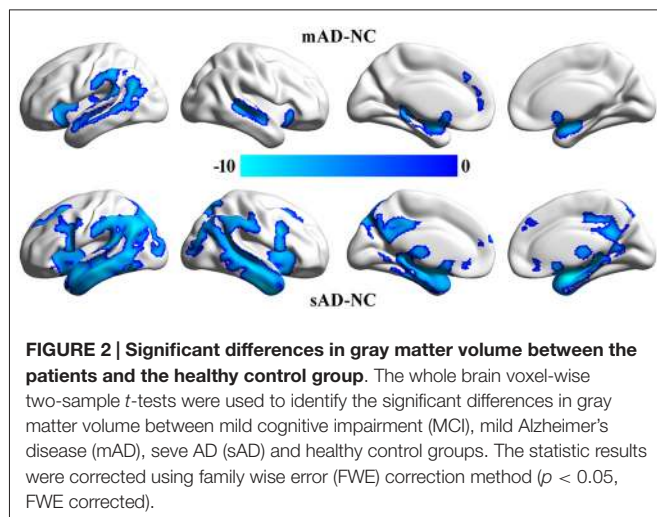 mAD-NC
-10 0
sAD-NC
FIGURE 2 | Significant differences in gray matter volume between the
patients and the healthy control group. The whole brain voxel-wise
two-sample t-tests were used to identify the significant differences in gray
matter volume between mild cognitive impairment (MCI), mild Alzheimer's
disease (mAD), seve AD (sAD) and healthy control groups. The statistic results
were corrected using family wise error (FWE) correction method (p < 0.05,
FWE corrected).